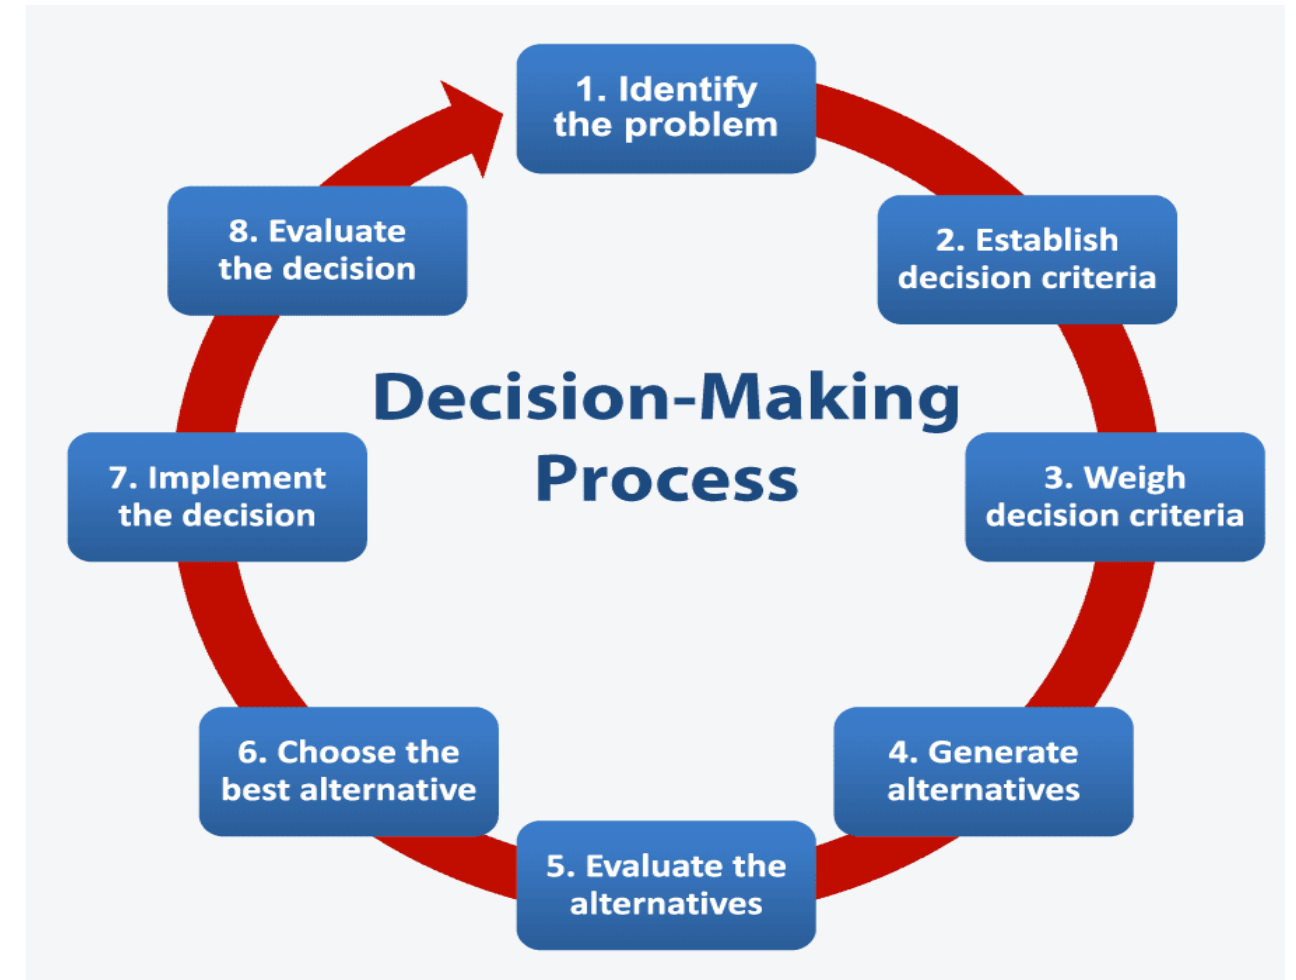 1. Identify
the problem
2. Establish
decision criteria
3. Weigh
decision criteria
4. Generate
alternatives
5. Evaluate the
alternatives
6. Choose the
best alternative
7. Implement
the decision
8. Evaluate
the decision
Decision-Making
Process